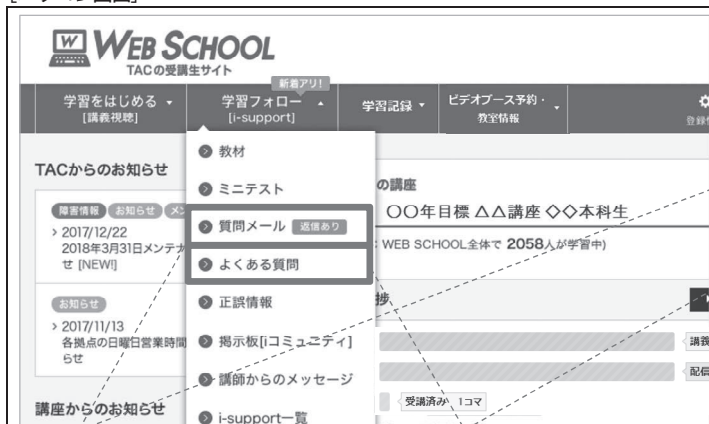 WEB SCHOOL
TACの受講生サイト
新着アリ!
学習をはじめる ▼
[講義視聴]
学習フォロー ▲
[i-support]
学習記録 ▼
ビデオブース予約・
教室情報 ▼
TACからのお知らせ
障害情報 お知らせ
> 2017/12/22
2018年3月31日メンテナ
せ [NEW!]
お知らせ
> 2017/11/13
各拠点の日曜日営業時間
らせ
講座からのお知らせ
教材
ミニテスト
質問メール 返信あり
よくある質問
正誤情報
掲示板[iコミュニティ]
講師からのメッセージ
i-support一覧
の講座
〇〇年目標 △△講座 ◇◇本科生
WEB SCHOOL全体で 2058人が学習中)
捗
講義
配信
受講済み 1コマ